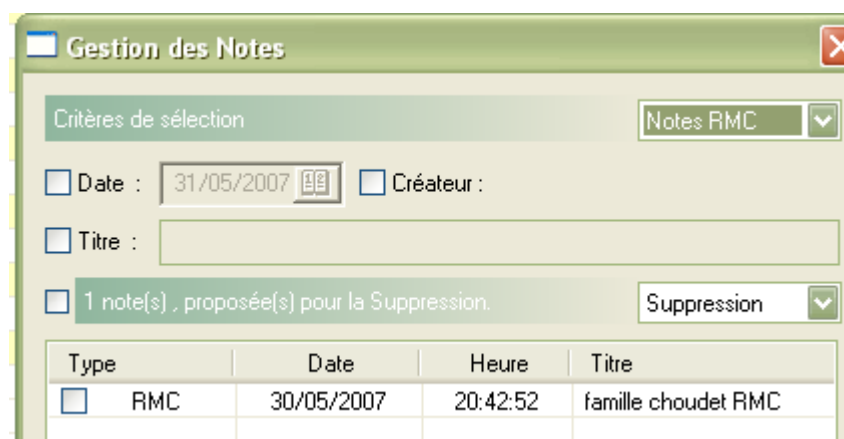 Gestion des Notes
Critères de sélection Notes RMC
Date : 31/05/2007 Créateur :
Titre :
1 note(s) , proposée(s) pour la Suppression. Suppression
Type Date Heure Titre
RMC 30/05/2007 20:42:52 famille choudet RMC